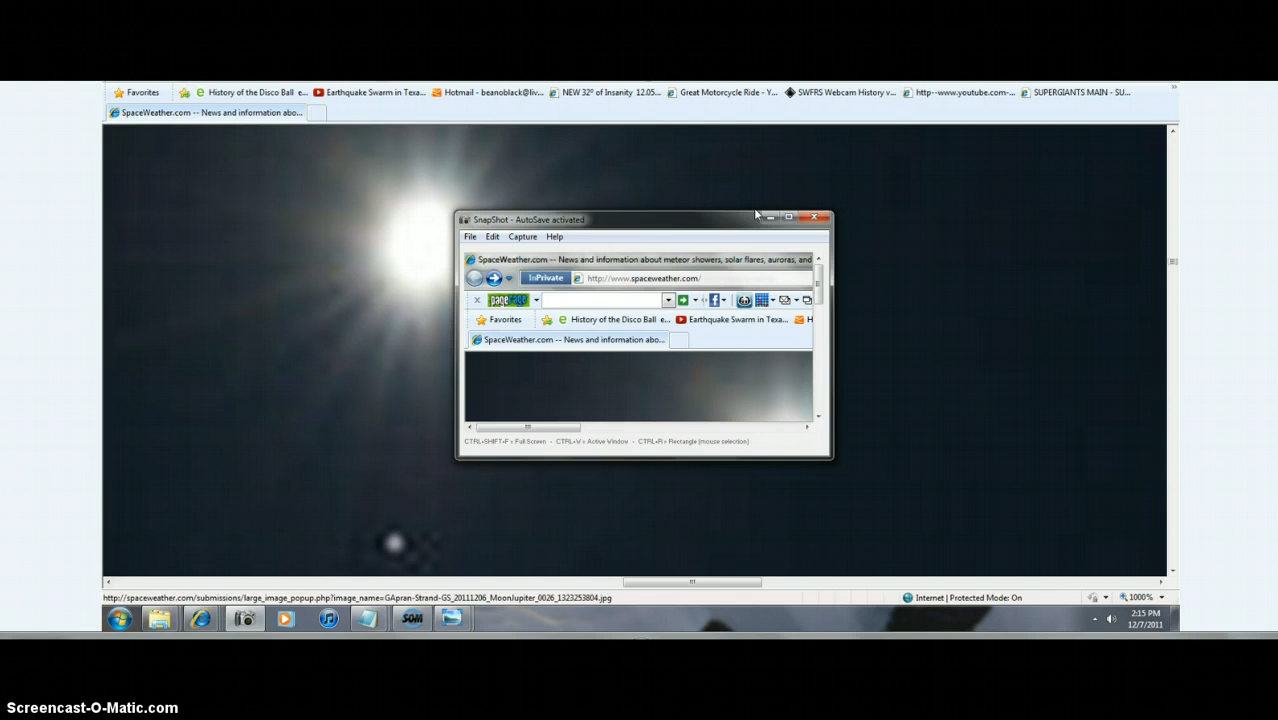 Favorites History of the Disco Ball e... Earthquake Swarm in Texa... Hotmail - beanoblack@liv... NEW 32º of Insanity 12.05... Great Motorcycle Ride - Y... SWFRS Webcam History v... http--www.youtube.com-... SUPERGIANTS MAIN - SU...
SpaceWeather.com -- News and information abo...
SnapShot - AutoSave activated
File Edit Capture Help
SpaceWeather.com -- News and information about meteor showers, solar flares, auroras, and
InPrivate http://www.spaceweather.com/
pagerage
Favorites History of the Disco Ball e... Earthquake Swarm in Texa... H
SpaceWeather.com -- News and information abo...
CTRL+SHIFT+F = Full Screen - CTRL+V = Active Window - CTRL+R = Rectangle (mouse selection)
http://spaceweather.com/submissions/large_image_popup.php?image_name=GApran-Strand-GS_20111206_MoonJupiter_0026_1323253804.jpg Internet | Protected Mode: On 1000%
SOM 2:15 PM
12/7/2011
Screencast-O-Matic.com